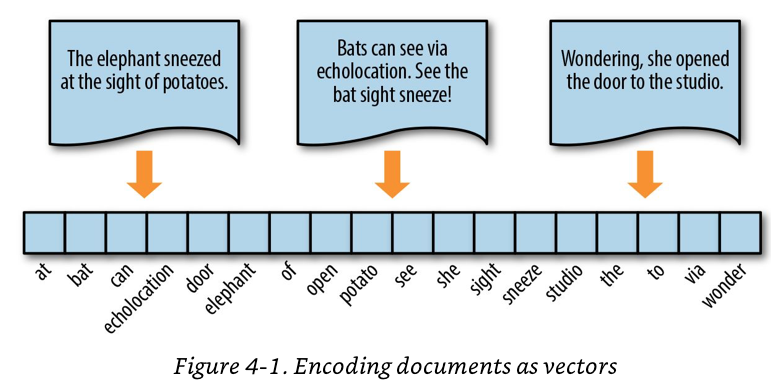 The elephant sneezed
at the sight of potatoes.
Bats can see via
echolocation. See the
bat sight sneeze!
Wondering, she opened
the door to the studio.
at
bat
can
echolocation
door
elephant
of
open
potato
see
she
sight
sneeze
studio
the
to
via
wonder
Figure 4-1. Encoding documents as vectors